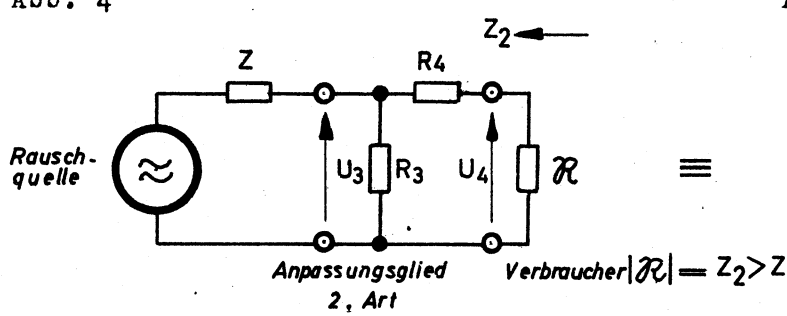 Abb. 4
Z₂
Z
R₄
Rausch-
quelle
U₃
R₃
U₄
ℜ
≡
Anpassungsglied
2, Art
Verbraucher|ℜ| = Z₂>Z